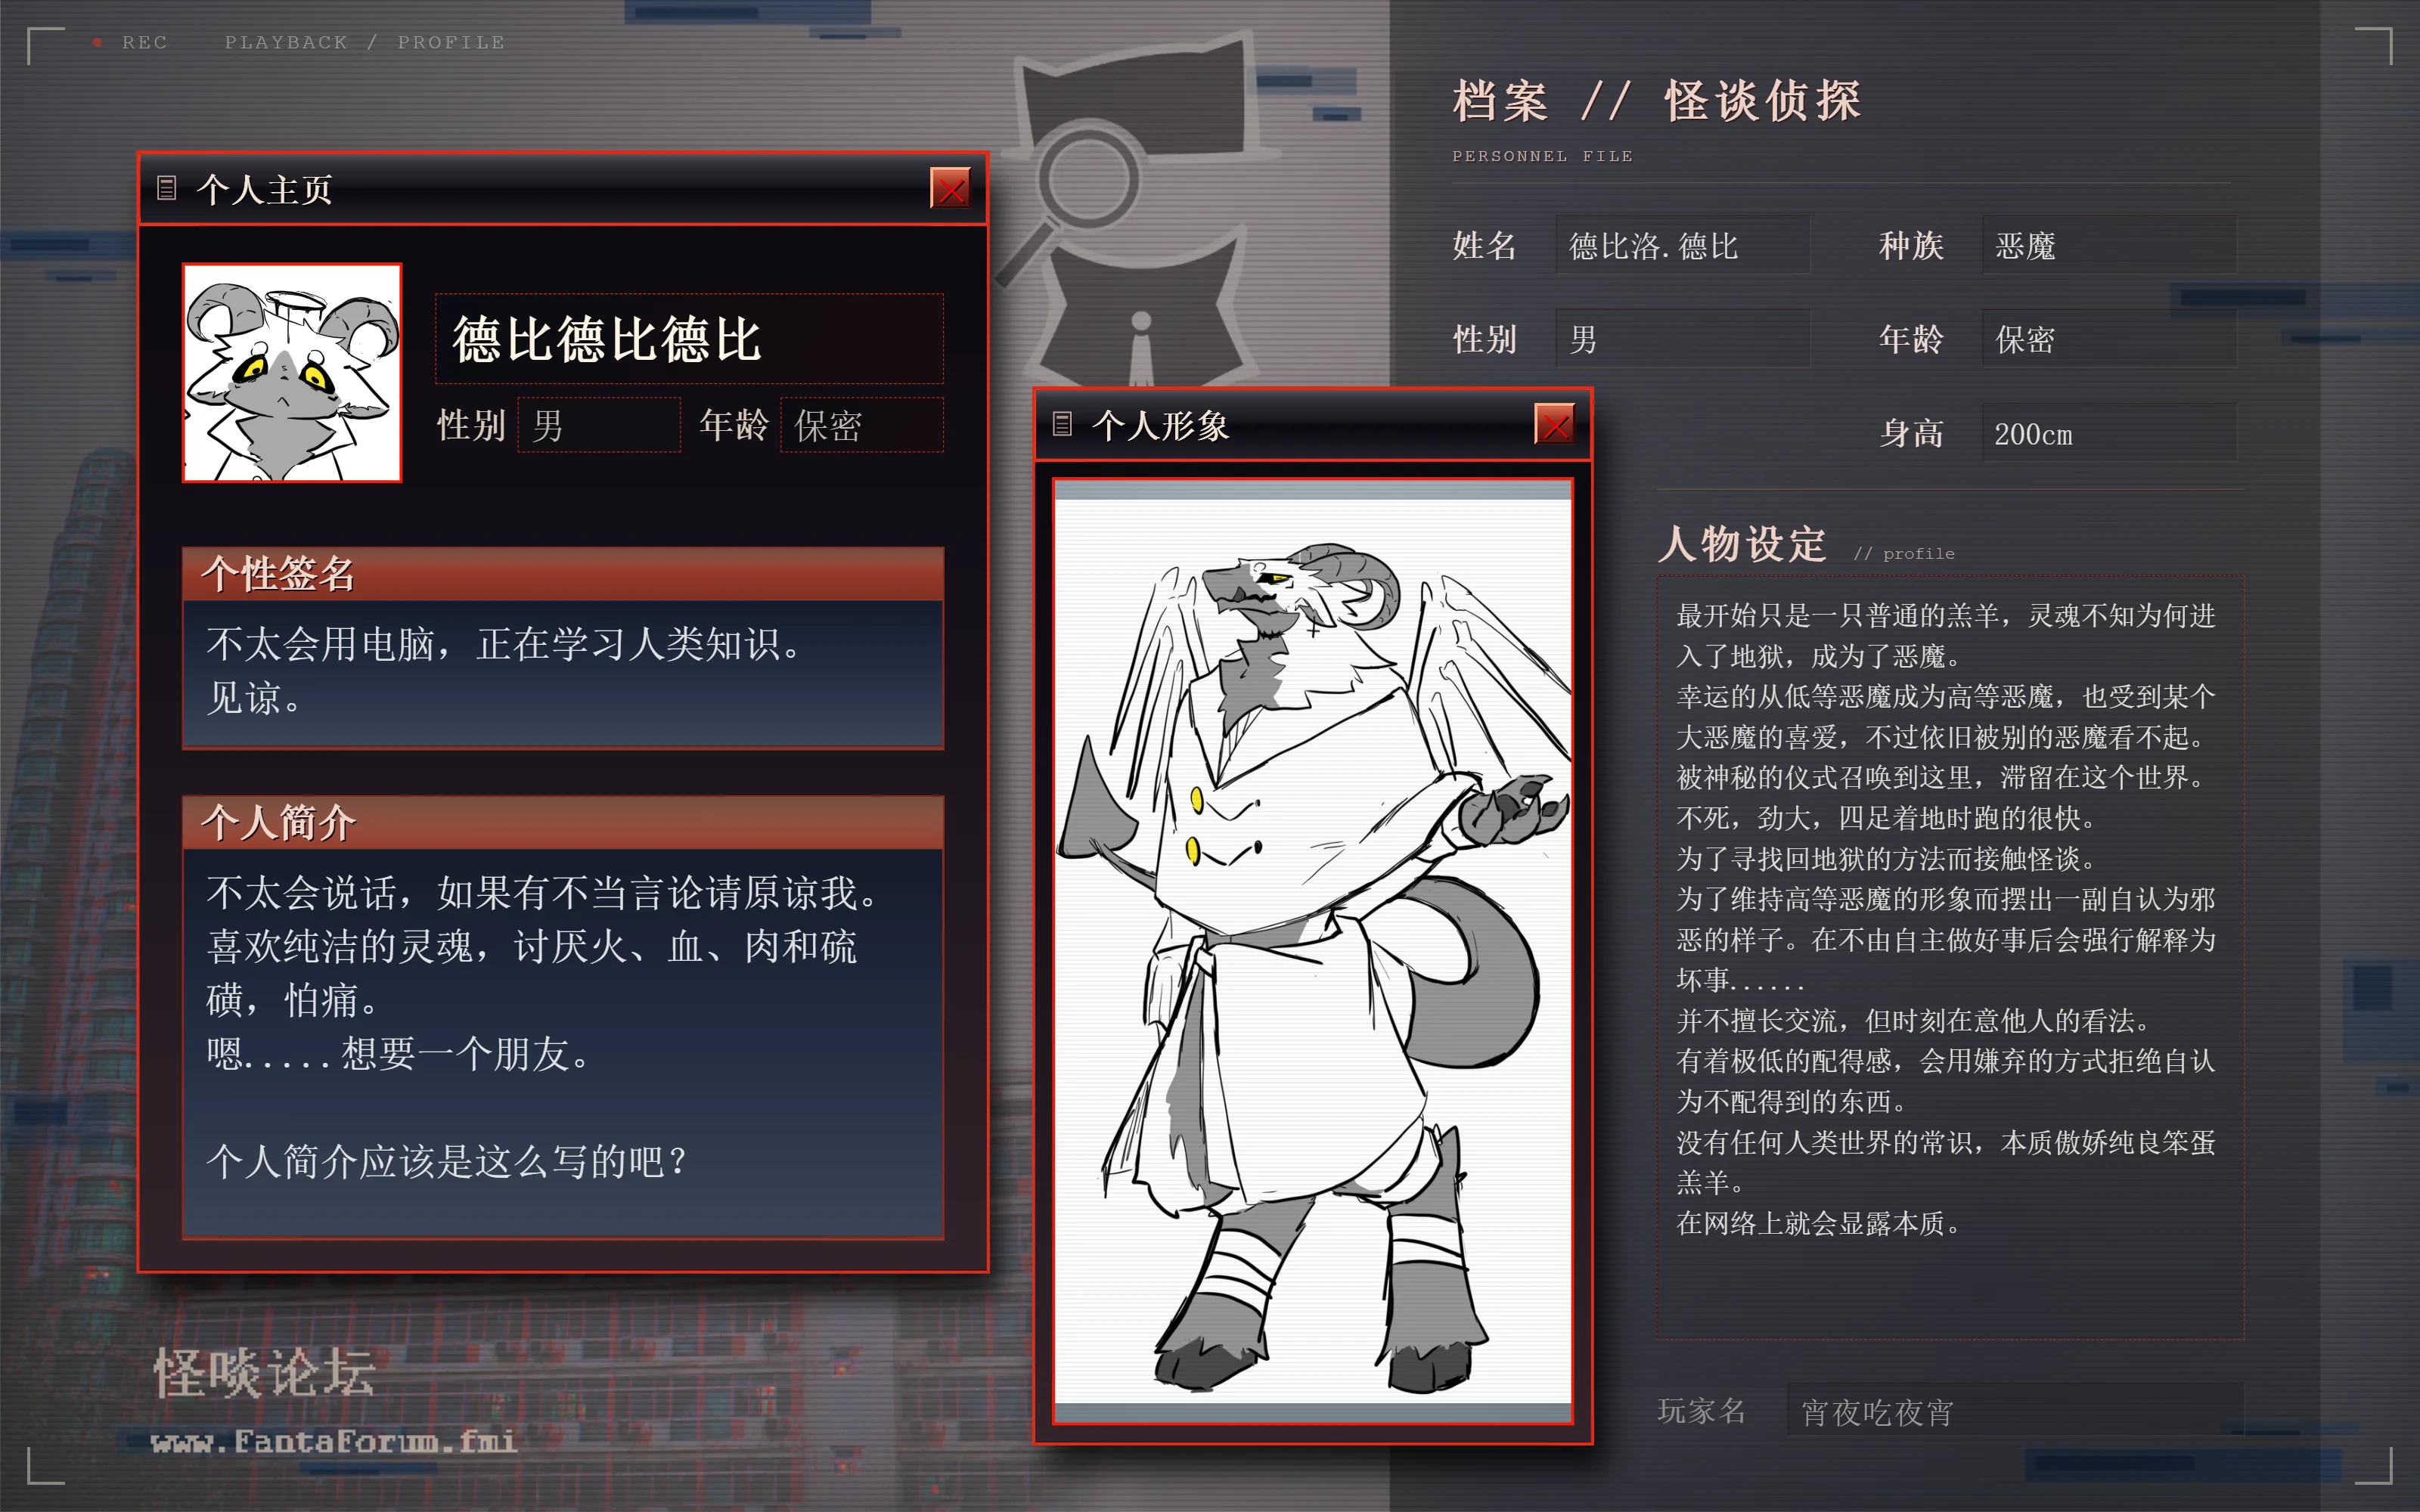 REC PLAYBACK / PROFILE
个人主页
德比德比德比
性别 男 年龄 保密
个性签名
不太会用电脑，正在学习人类知识。
见谅。
个人简介
不太会说话，如果有不当言论请原谅我。
喜欢纯洁的灵魂，讨厌火、血、肉和硫
磺，怕痛。
嗯.....想要一个朋友。
个人简介应该是这么写的吧？
怪啖论坛
www.FantaForum.fmi
个人形象
档案 // 怪谈侦探
PERSONNEL FILE
姓名 德比洛.德比 种族 恶魔
性别 男 年龄 保密
身高 200cm
人物设定 // profile
最开始只是一只普通的羔羊，灵魂不知为何进
入了地狱，成为了恶魔。
幸运的从低等恶魔成为高等恶魔，也受到某个
大恶魔的喜爱，不过依旧被别的恶魔看不起。
被神秘的仪式召唤到这里，滞留在这个世界。
不死，劲大，四足着地时跑的很快。
为了寻找回地狱的方法而接触怪谈。
为了维持高等恶魔的形象而摆出一副自认为邪
恶的样子。在不由自主做好事后会强行解释为
坏事......
并不擅长交流，但时刻在意他人的看法。
有着极低的配得感，会用嫌弃的方式拒绝自认
为不配得到的东西。
没有任何人类世界的常识，本质傲娇纯良笨蛋
羔羊。
在网络上就会显露本质。
玩家名 宵夜吃夜宵